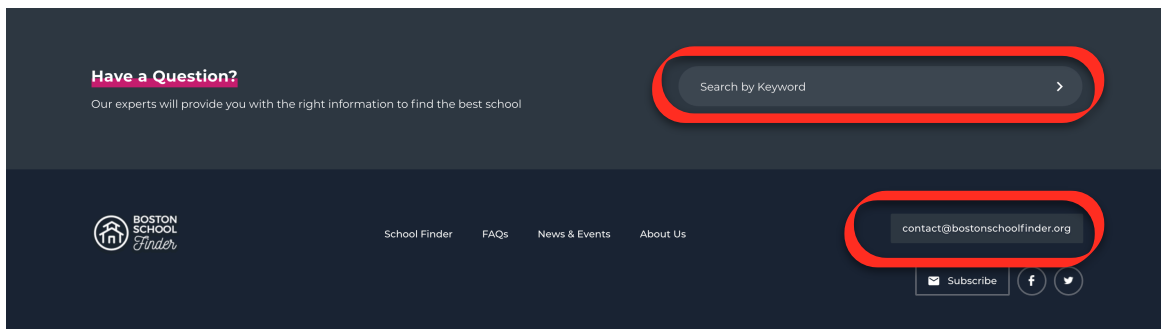 Have a Question?
Our experts will provide you with the right information to find the best school
Search by Keyword
BOSTON
SCHOOL
Finder
School Finder
FAQs
News & Events
About Us
contact@bostonschoolfinder.org
Subscribe